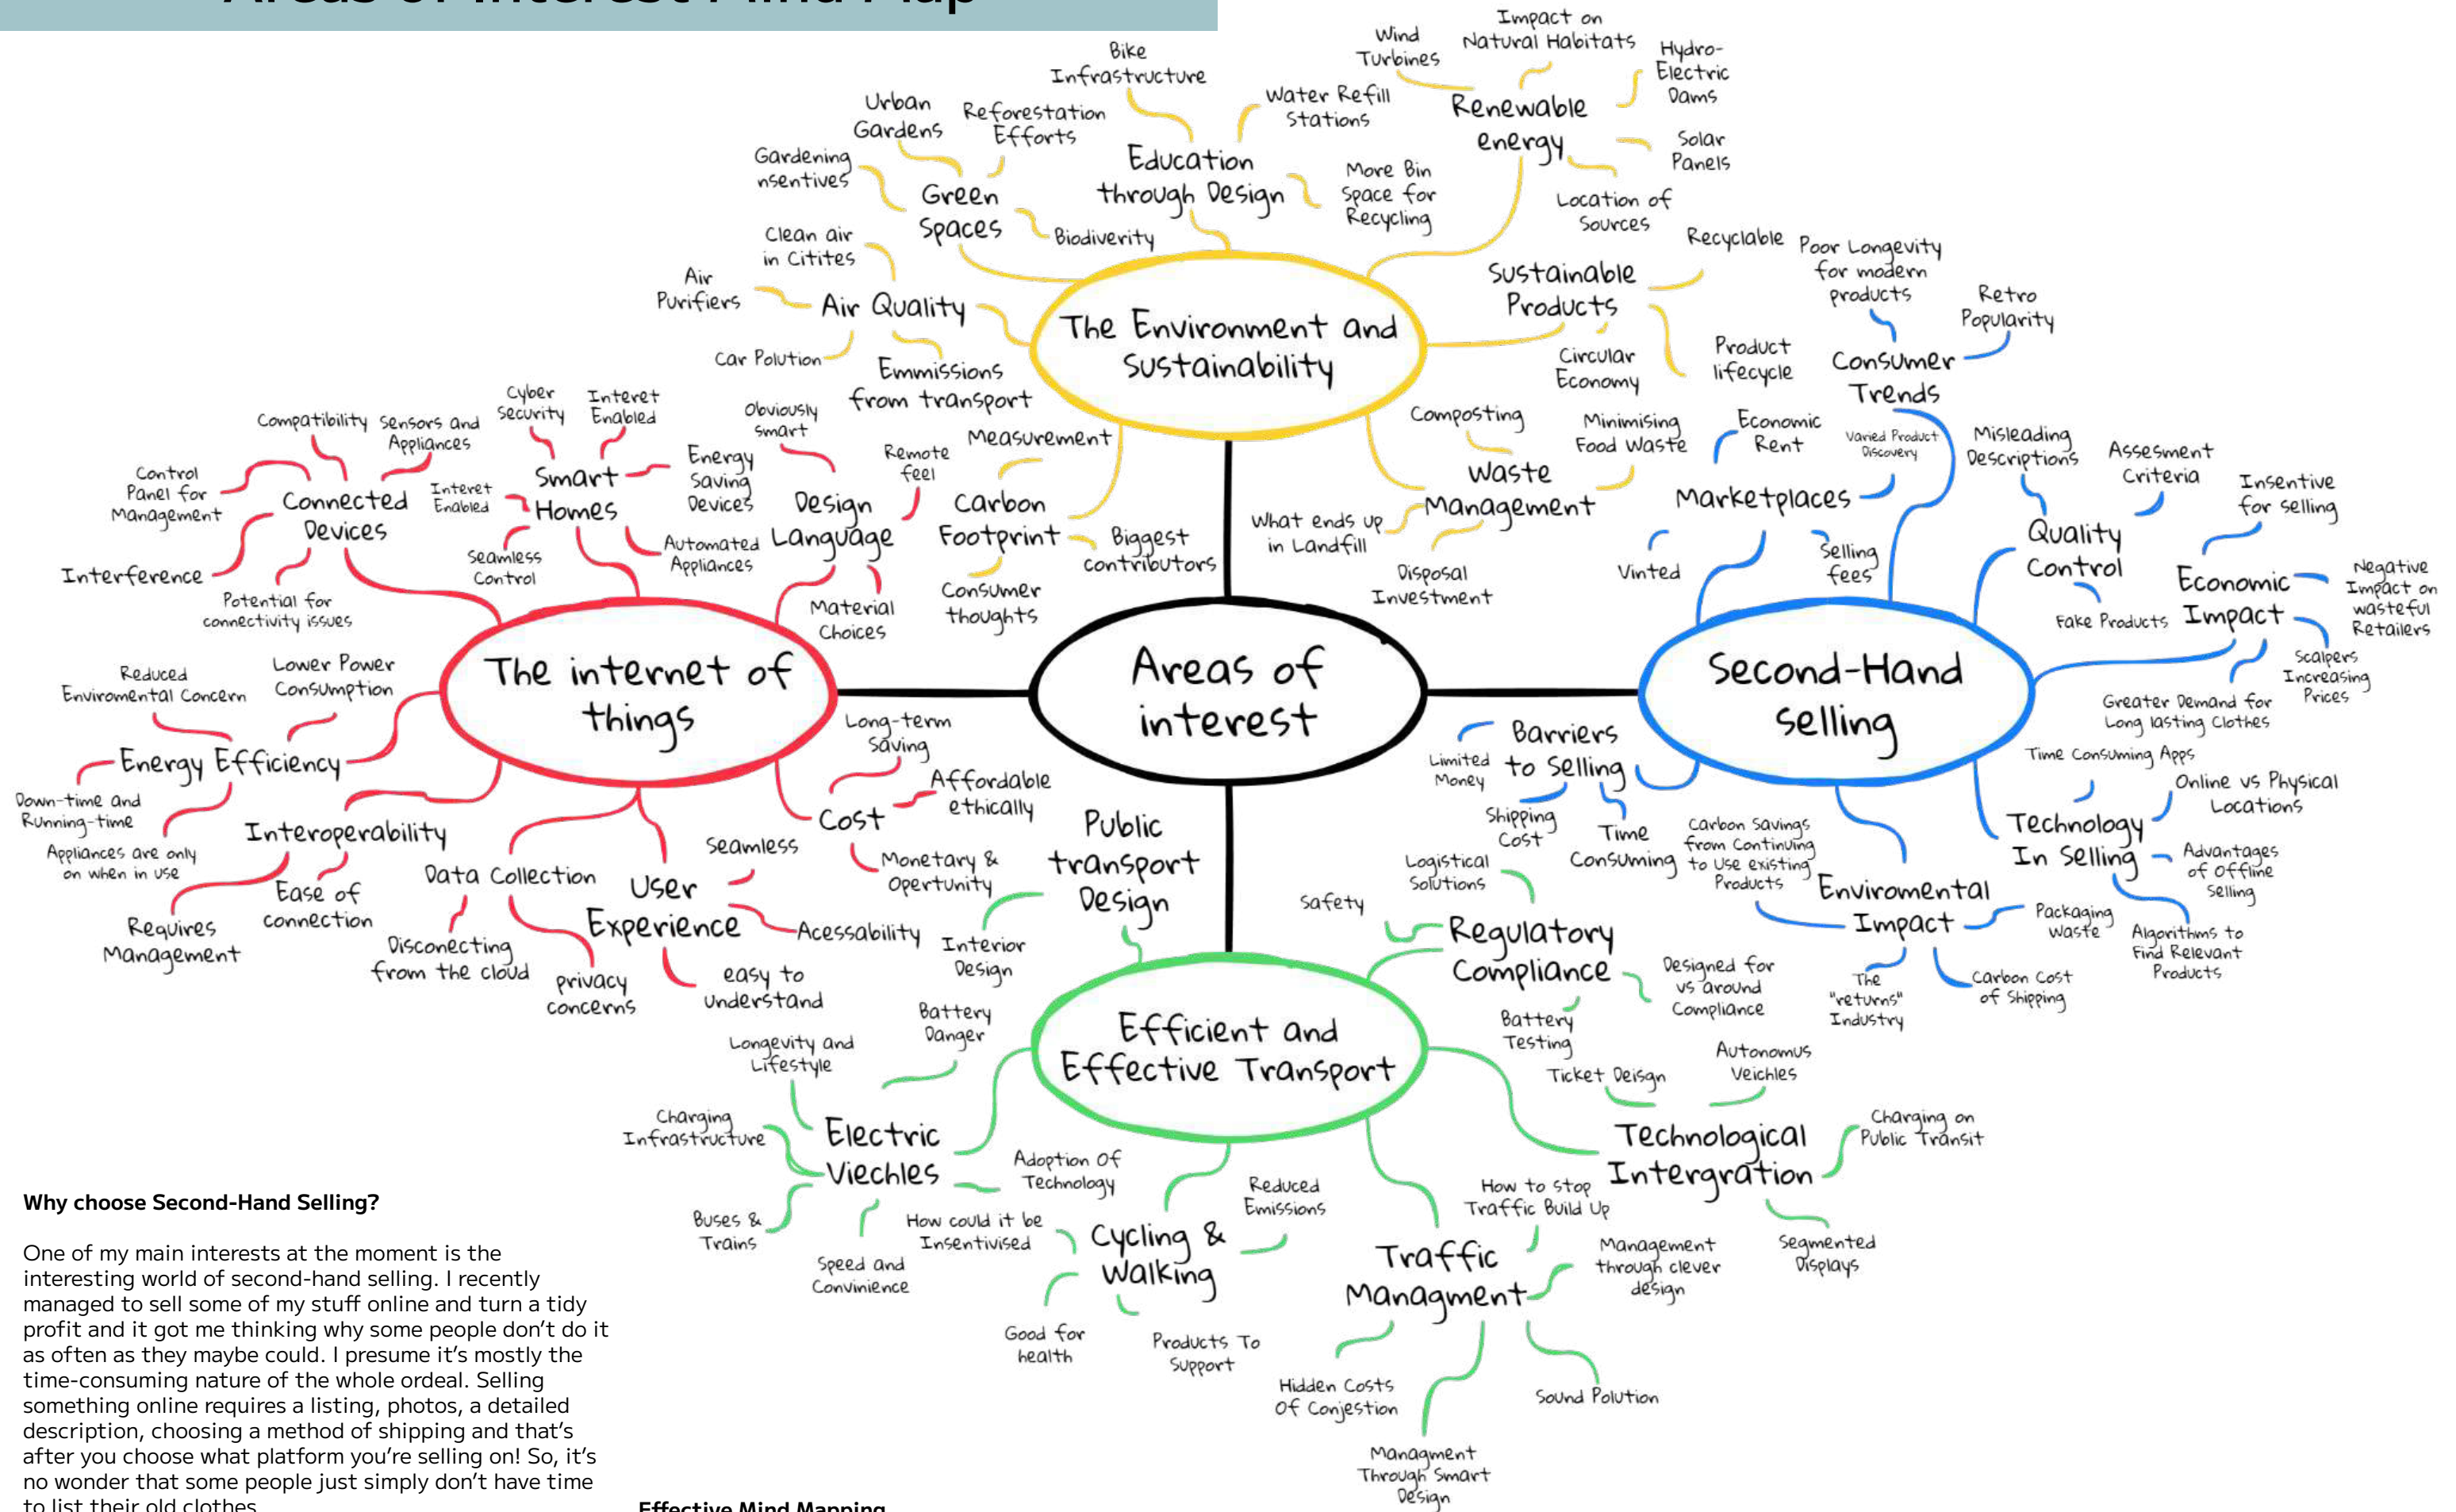 Areas of Interest Mind Map
Areas of
interest
The Environment and
Sustainability
Air Quality
Clean air
in Citites
Air
Purifiers
Car Polution
Emmissions
from transport
Green
Spaces
Gardening
nsentives
Urban
Gardens
Reforestation
Efforts
Biodiverity
Education
through Design
Bike
Infrastructure
Water Refill
Stations
More Bin
Space for
Recycling
Renewable
energy
Wind
Turbines
Impact on
Natural Habitats
Hydro-
Electric
Dams
Solar
Panels
Location of
Sources
Sustainable
Products
Recyclable
Circular
Economy
Product
lifecycle
Waste
Management
Composting
Minimising
Food Waste
What ends up
in Landfill
Disposal
Investment
Carbon
Footprint
Measurement
Biggest
contributors
Consumer
thoughts
Second-Hand
selling
Marketplaces
Economic
Rent
Varied Product
Discovery
Vinted
Selling
fees
Consumer
Trends
Poor Longevity
for modern
products
Retro
Popularity
Quality
Control
Misleading
Descriptions
Assesment
Criteria
Fake Products
Economic
Impact
Insentive
for selling
Negative
Impact on
wasteful
Retailers
Scalpers
Increasing
Prices
Greater Demand for
Long lasting Clothes
Technology
In Selling
Time Consuming Apps
Online vs Physical
Locations
Advantages
of Offline
Selling
Algorithms to
Find Relevant
Products
Enviromental
Impact
Carbon Savings
from Continuing
to Use existing
Products
Packaging
Waste
The
"returns"
Industry
Carbon Cost
of Shipping
Barriers
to Selling
Limited
Money
Shipping
Cost
Time
Consuming
Efficient and
Effective Transport
Public
transport
Design
Interior
Design
Regulatory
Compliance
Logistical
Solutions
Safety
Designed for
vs around
Compliance
Battery
Testing
Technological
Intergration
Ticket Deisgn
Autonomus
Veichles
Charging on
Public Transit
Segmented
Displays
Traffic
Managment
How to stop
Traffic Build Up
Management
through clever
design
Hidden Costs
Of Conjestion
Managment
Through Smart
Design
Sound Polution
Cycling &
Walking
Reduced
Emissions
How could it be
Insentivised
Good for
health
Products To
Support
Electric
Viechles
Battery
Danger
Longevity and
Lifestyle
Charging
Infrastructure
Buses &
Trains
Speed and
Convinience
Adoption Of
Technology
The internet of
things
Connected
Devices
Control
Panel for
Management
Compatibility
Sensors and
Appliances
Interference
Potential for
connectivity issues
Smart
Homes
Cyber
Security
Interet
Enabled
Energy
Saving
Devices
Interet
Enabled
Seamless
Control
Automated
Appliances
Design
Language
Obviously
smart
Remote
feel
Material
Choices
Energy Efficiency
Reduced
Enviromental Concern
Lower Power
Consumption
Down-time and
Running-time
Appliances are only
on when in use
Interoperability
Requires
Management
Ease of
connection
Data Collection
Disconecting
from the cloud
privacy
concerns
User
Experience
Seamless
Acessability
easy to
understand
Cost
Long-term
Saving
Affordable
ethically
Monetary &
Opertunity
Why choose Second-Hand Selling?
One of my main interests at the moment is the
interesting world of second-hand selling. I recently
managed to sell some of my stuff online and turn a tidy
profit and it got me thinking why some people don't do it
as often as they maybe could. I presume it's mostly the
time-consuming nature of the whole ordeal. Selling
something online requires a listing, photos, a detailed
description, choosing a method of shipping and that's
after you choose what platform you're selling on! So, it's
no wonder that some people just simply don't have time
to list their old clothes
Effective Mind Mapping